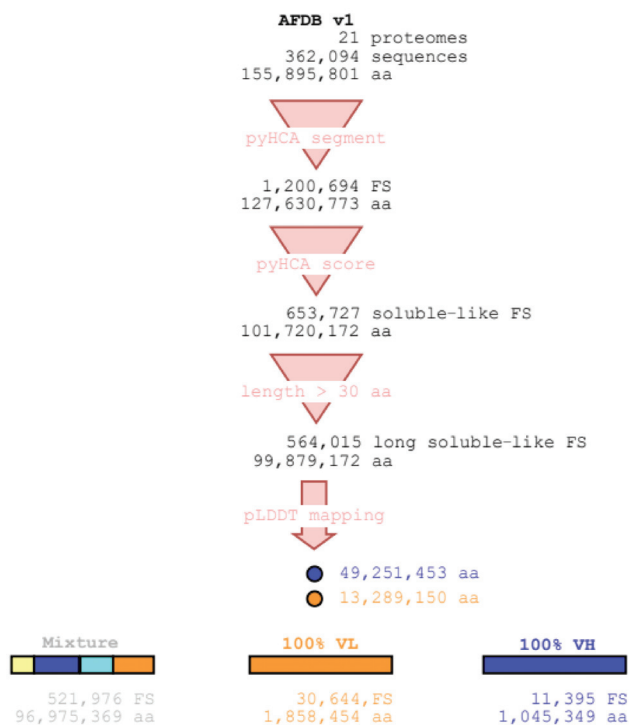 AFDB v1
21 proteomes
362,094 sequences
155,895,801 aa
pyHCA segment
1,200,694 FS
127,630,773 aa
pyHCA score
653,727 soluble-like FS
101,720,172 aa
length > 30 aa
564,015 long soluble-like FS
99,879,172 aa
pLDDT mapping
49,251,453 aa
13,289,150 aa
Mixture 100% VL 100% VH
521,976 FS 30,644,FS 11,395 FS
96,975,369 aa 1,858,454 aa 1,045,349 aa